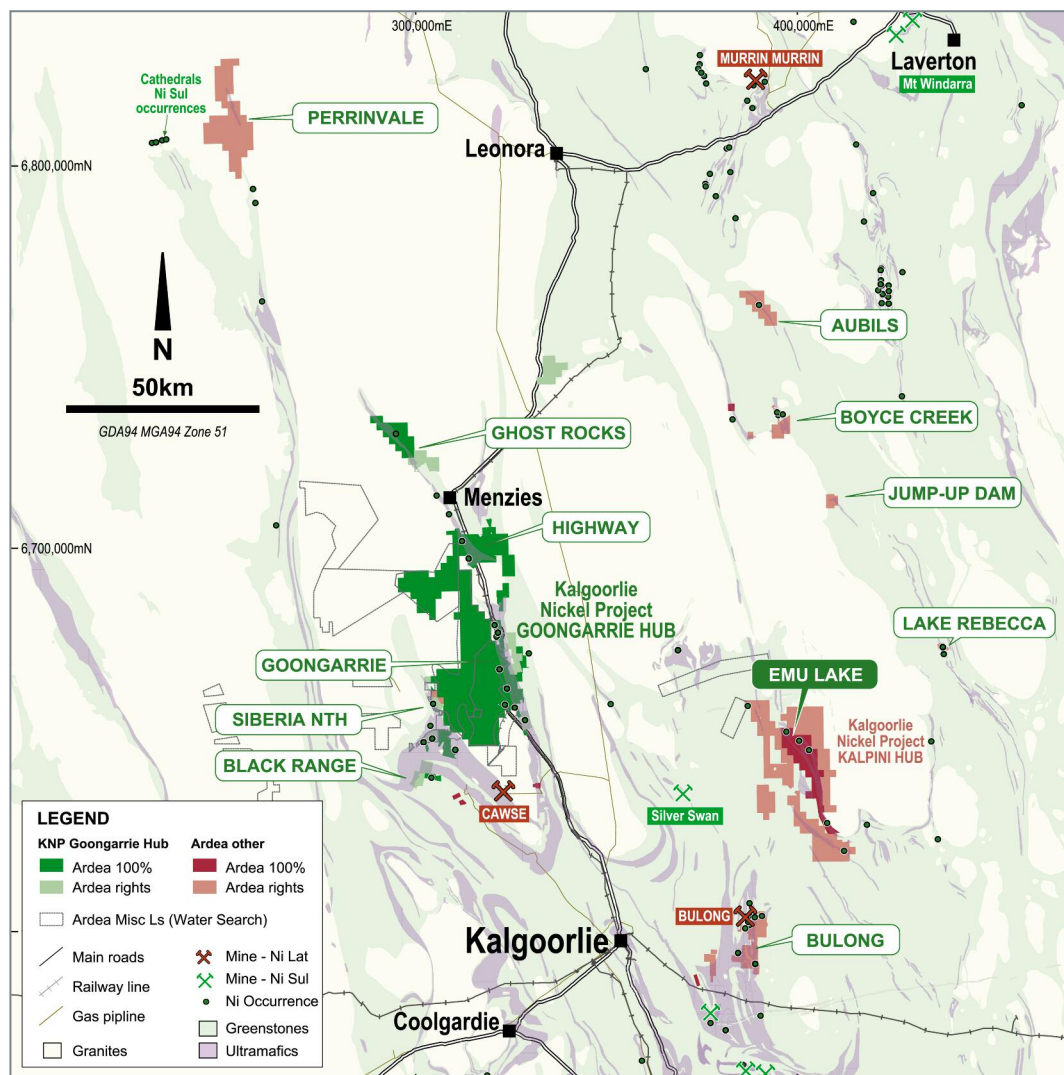 300,000mE
400,000mE
MURRIN MURRIN
Laverton
Mt Windarra
Cathedrals
Ni Sul
occurrences
PERRINVALE
Leonora
6,800,000mN
N
50km
GDA94 MGA94 Zone 51
AUBILS
BOYCE CREEK
GHOST ROCKS
Menzies
JUMP-UP DAM
HIGHWAY
6,700,000mN
Kalgoorlie
Nickel Project
GOONGARRIE HUB
LAKE REBECCA
GOONGARRIE
EMU LAKE
SIBERIA NTH
Kalgoorlie
Nickel Project
KALPINI HUB
BLACK RANGE
CAWSE
Silver Swan
BULONG
BULONG
Kalgoorlie
Coolgardie
LEGEND
KNP Goongarrie Hub
Ardea other
Ardea 100%
Ardea 100%
Ardea rights
Ardea rights
Ardea Misc Ls (Water Search)
Main roads
Mine - Ni Lat
Railway line
Mine - Ni Sul
Gas pipline
Ni Occurrence
Greenstones
Granites
Ultramafics